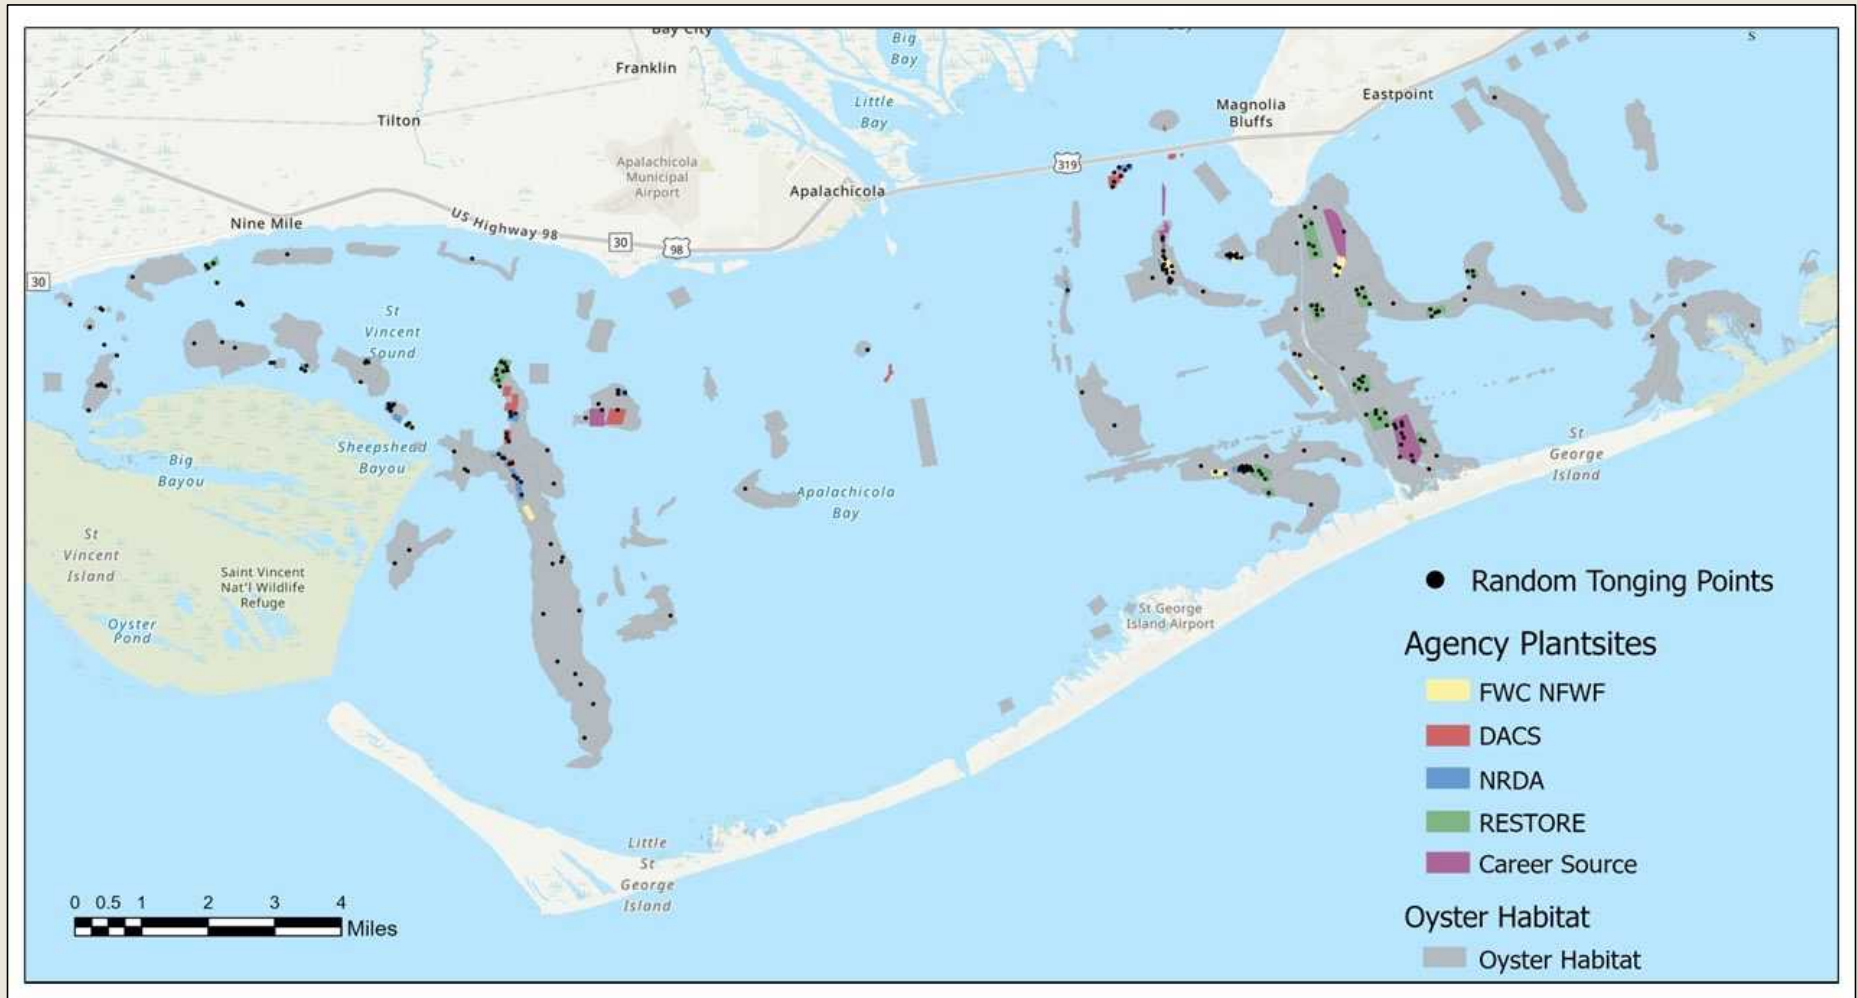 Bay City
Big
Bay
Franklin
Little
Bay
Tilton
Magnolia
Bluffs
Eastpoint
S
Apalachicola
Municipal
Airport
319
Apalachicola
Nine Mile
US Highway 98
30
98
30
St
Vincent
Sound
Sheepshead
Bayou
Big
Bayou
Apalachicola
Bay
St
George
Island
St
Vincent
Island
Saint Vincent
Nat'l Wildlife
Refuge
Oyster
Pond
St George
Island Airport
Little
St
George
Island
Random Tonging Points
Agency Plantsites
FWC NFWF
DACS
NRDA
RESTORE
Career Source
Oyster Habitat
Oyster Habitat
0 0.5 1 2 3 4
Miles